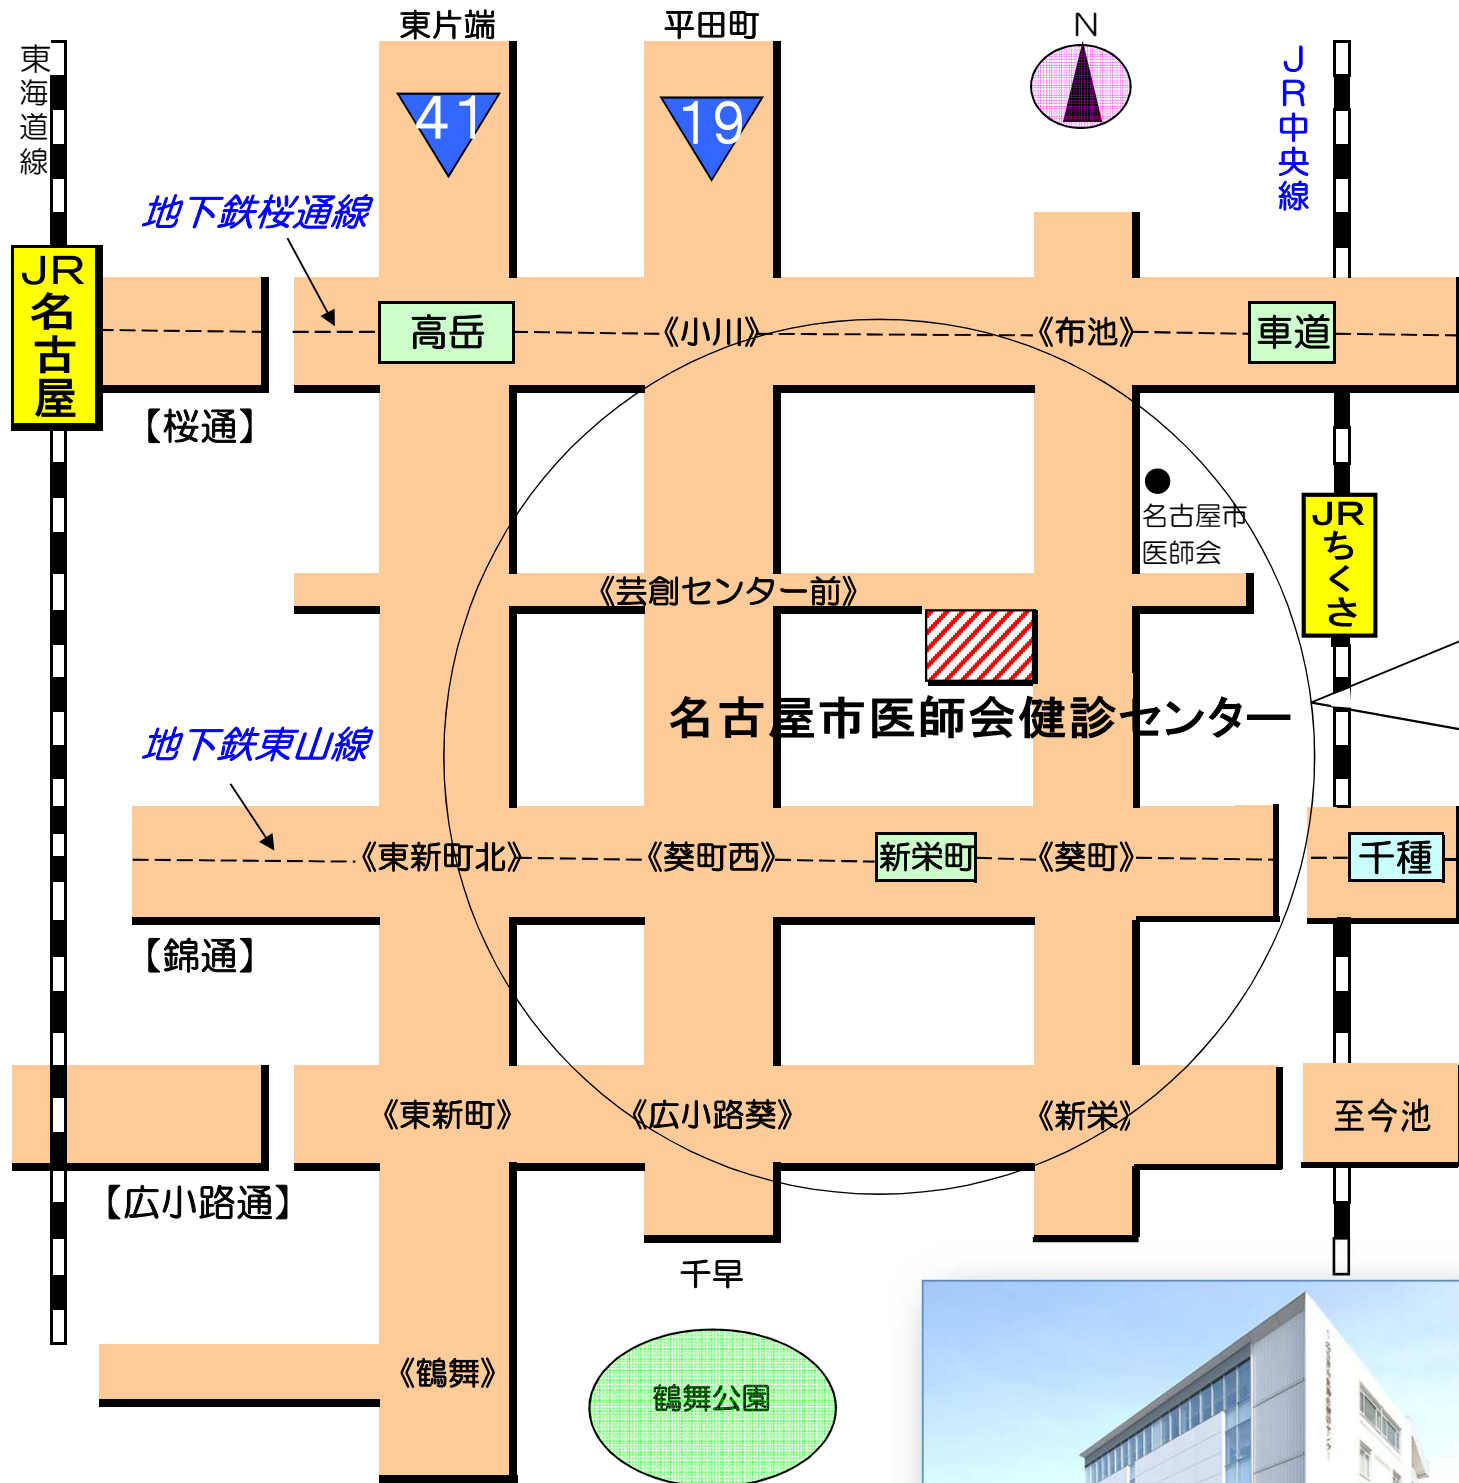 東片端
平田町
N
東海道線
JR中央線
41
19
地下鉄桜通線
JR
名古屋
高岳
《小川》
《布池》
車道
【桜通】
名古屋市
医師会
JR
ちくさ
《芸創センター前》
名古屋市医師会健診センター
地下鉄東山線
《東新町北》
《葵町西》
新栄町
《葵町》
千種
【錦通】
《東新町》
《広小路葵》
《新栄》
至今池
【広小路通】
千早
《鶴舞》
鶴舞公園